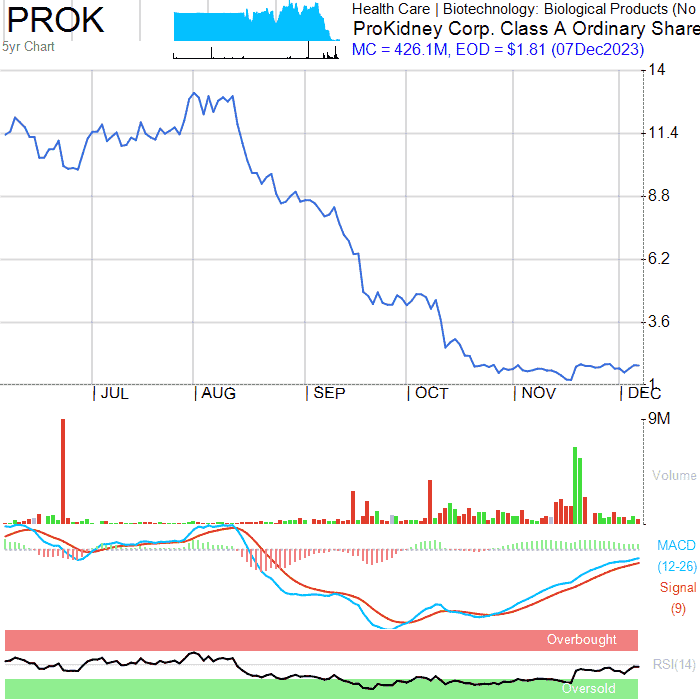 PROK
5yr Chart
Health Care | Biotechnology: Biological Products (No
ProKidney Corp. Class A Ordinary Share
MC = 426.1M, EOD = $1.81 (07Dec2023)
14
11.4
8.8
6.2
3.6
1
| JUL | AUG | SEP | OCT | NOV | DEC
9M
Volume
MACD
(12-26)
Signal
(9)
Overbought
RSI(14)
Oversold